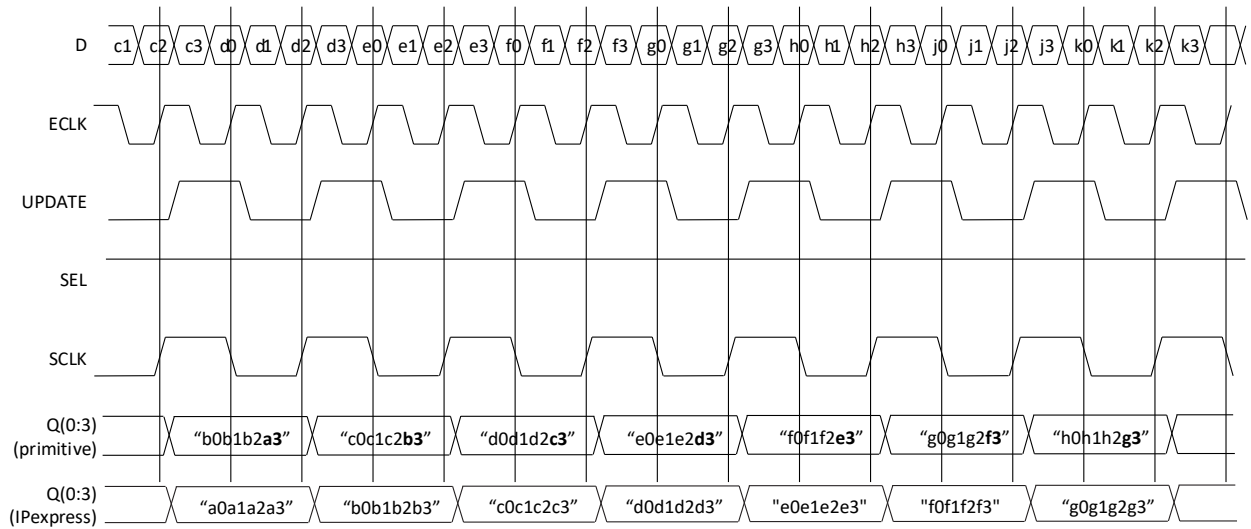 D c1 c2 c3 d0 d1 d2 d3 e0 e1 e2 e3 f0 f1 f2 f3 g0 g1 g2 g3 h0 h1 h2 h3 j0 j1 j2 j3 k0 k1 k2 k3
ECLK
UPDATE
SEL
SCLK
Q(0:3)
(primitive)
“b0b1b2a3” “c0c1c2b3” “d0d1d2c3” “e0e1e2d3” “f0f1f2e3” “g0g1g2f3” “h0h1h2g3”
Q(0:3)
(IPexpress)
“a0a1a2a3” “b0b1b2b3” “c0c1c2c3” “d0d1d2d3” "e0e1e2e3" "f0f1f2f3" “g0g1g2g3”